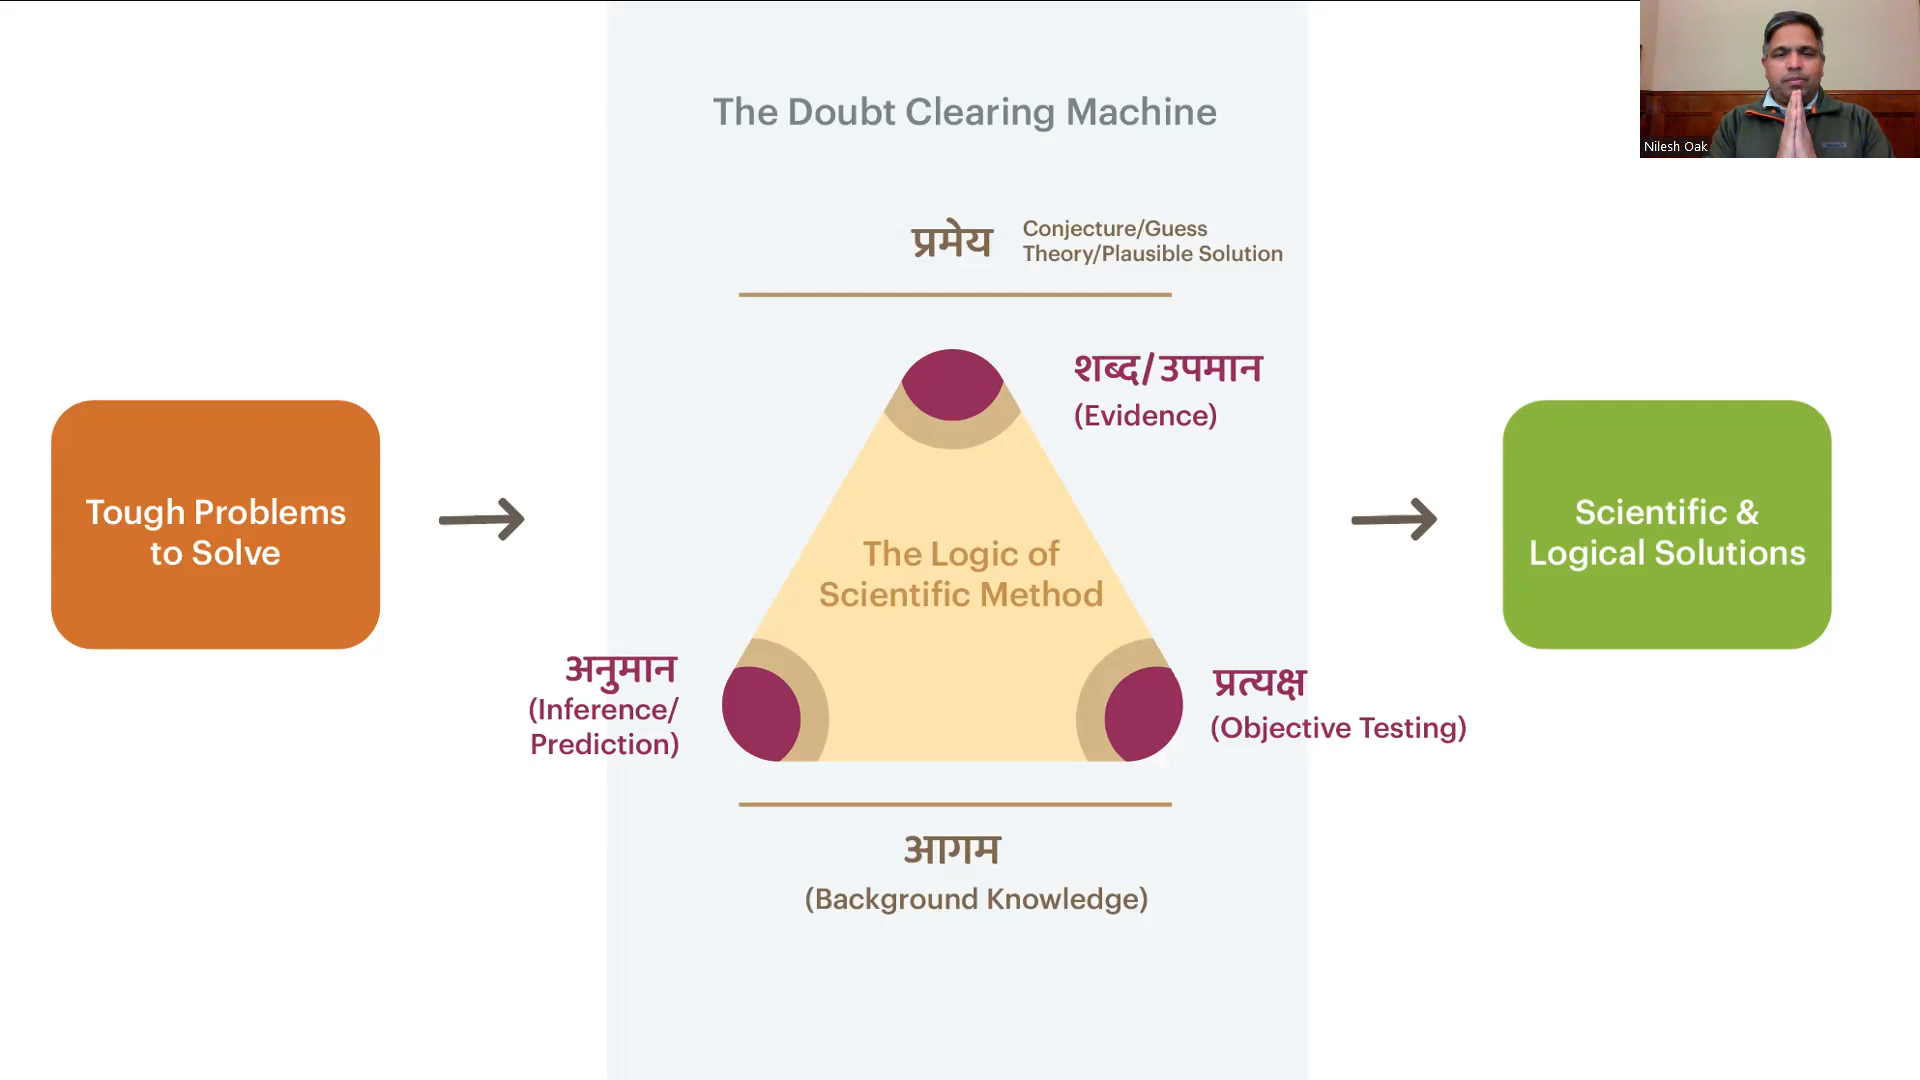 The Doubt Clearing Machine
Nilesh Oak
प्रमेय
Conjecture/Guess
Theory/Plausible Solution
शब्द/उपमान
(Evidence)
Tough Problems
to Solve
The Logic of
Scientific Method
Scientific &
Logical Solutions
अनुमान
(Inference/
Prediction)
प्रत्यक्ष
(Objective Testing)
आगम
(Background Knowledge)